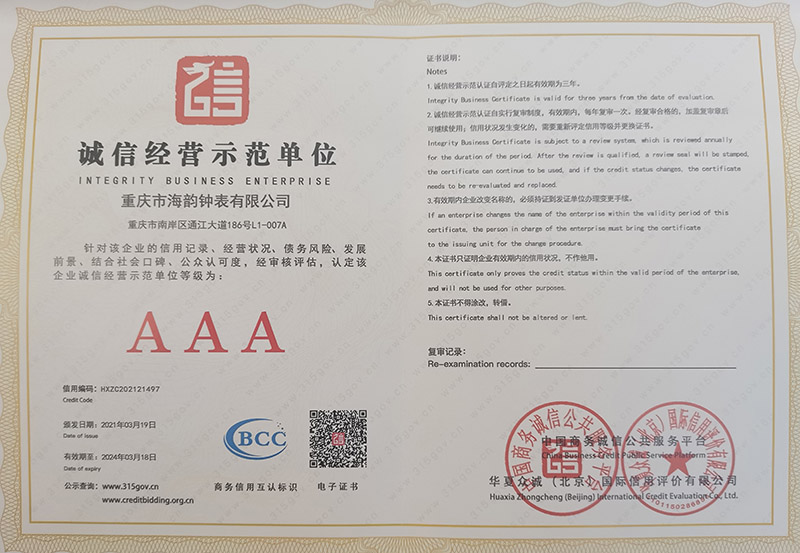 诚信经营示范单位
INTEGRITY BUSINESS ENTERPRISE
重庆市海韵钟表有限公司
重庆市南岸区通江大道186号L1-007A
针对该企业的信用记录、经营状况、债务风险、发展
前景、结合社会口碑、公众认可度，经审核评估，认定该
企业诚信经营示范单位等级为：
AAA
信用编码：HXZC202121497
Credit Code
颁发日期：2021年03月19日
Date of issue
有效期至：2024年03月18日
Date of expiry
公示查询：www.315gov.cn
www.creditbidding.org.cn
BCC
商务信用互认标识
电子证书
证书说明：
Notes
1. 诚信经营示范认证自评定之日起有效期为三年。
Integrity Business Certificate is valid for three years from the date of evaluation.
2. 诚信经营示范认证自实行复审制度，有效期内，每年复审一次。经复审合格的，加盖复审章后
可继续使用；信用状况发生变化的，需要重新评定信用等级并更换证书。
Integrity Business Certificate is subject to a review system, which is reviewed annually
for the duration of the period. After the review is qualified, a review seal will be stamped,
the certificate can continue to be used, and if the credit status changes, the certificate
needs to be re-evaluated and replaced.
3. 有效期内企业改变名称的，必须持证到发证单位办理变更手续。
If an enterprise changes the name of the enterprise within the validity period of this
certificate, the person in charge of the enterprise must bring the certificate
to the issuing unit for the change procedure.
4. 本证书只证明企业有效期内的信用状况，不作他用。
This certificate only proves the credit status within the valid period of the enterprise,
and will not be used for other purposes.
5. 本证书不得涂改，转借。
This certificate shall not be altered or lent.
复审记录：
Re-examination records:
中国商务诚信公共服务平台
China Business Credit Public Service Platform
华夏众诚（北京）国际信用评价有限公司
Huaxia Zhongcheng (Beijing) International Credit Evaluation Co., Ltd.